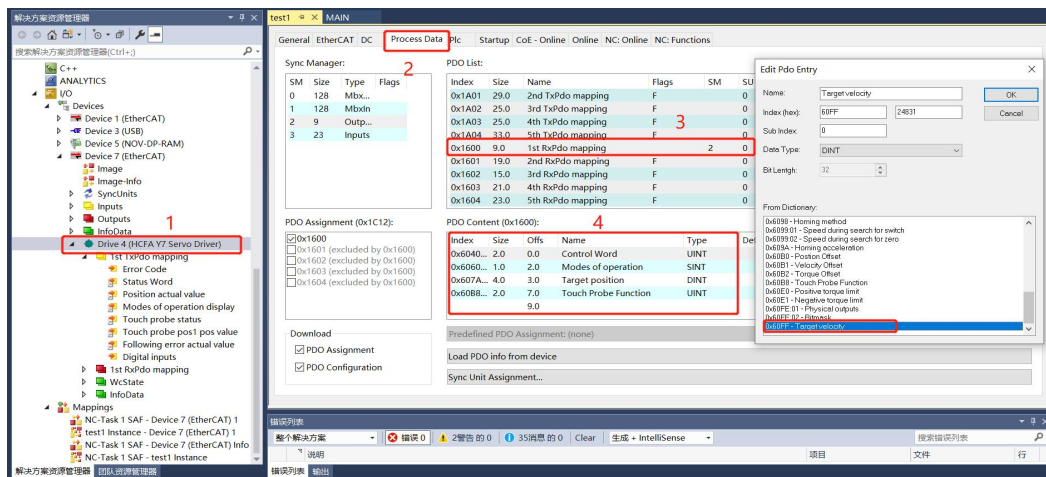 解决方案资源管理器
搜索解决方案资源管理器(Ctrl+;)
C++
ANALYTICS
I/O
Devices
Device 1 (EtherCAT)
Device 3 (USB)
Device 5 (NOV-DP-RAM)
Device 7 (EtherCAT)
Image
Image-Info
SyncUnits
Inputs
Outputs
InfoData
1
Drive 4 (HCFA Y7 Servo Driver)
1st TxPdo mapping
Error Code
Status Word
Position actual value
Modes of operation display
Touch probe status
Touch probe pos1 pos value
Following error actual value
Digital inputs
1st RxPdo mapping
WcState
InfoData
Mappings
NC-Task 1 SAF - Device 7 (EtherCAT) 1
test1 Instance - Device 7 (EtherCAT) 1
NC-Task 1 SAF - Device 7 (EtherCAT) Info
NC-Task 1 SAF - test1 Instance
解决方案资源管理器 团队资源管理器
test1 MAIN
General EtherCAT DC Process Data Plc Startup CoE - Online Online NC: Online NC: Functions
Sync Manager:
2
SM Size Type Flags
0 128 Mbx...
1 128 MbxIn
2 9 Outp...
3 23 Inputs
PDO List:
Index Size Name Flags SM SU
0x1A01 29.0 2nd TxPdo mapping F 0
0x1A02 25.0 3rd TxPdo mapping F 0
0x1A03 25.0 4th TxPdo mapping F 0
3
0x1A04 33.0 5th TxPdo mapping F 0
0x1600 9.0 1st RxPdo mapping 2 0
0x1601 19.0 2nd RxPdo mapping F 0
0x1602 15.0 3rd RxPdo mapping F 0
0x1603 21.0 4th RxPdo mapping F 0
0x1604 23.0 5th RxPdo mapping F 0
PDO Assignment (0x1C12):
0x1600
0x1601 (excluded by 0x1600)
0x1602 (excluded by 0x1600)
0x1603 (excluded by 0x1600)
0x1604 (excluded by 0x1600)
PDO Content (0x1600):
4
Index Size Offs Name Type Def
0x6040... 2.0 0.0 Control Word UINT
0x6060... 1.0 2.0 Modes of operation SINT
0x607A... 4.0 3.0 Target position DINT
0x60B8... 2.0 7.0 Touch Probe Function UINT
9.0
Download
PDO Assignment
PDO Configuration
Predefined PDO Assignment: (none)
Load PDO info from device
Sync Unit Assignment...
Edit Pdo Entry
Name: Target velocity OK
Index (hex): 60FF 24831 Cancel
Sub Index: 0
Data Type: DINT
Bit Length: 32
From Dictionary:
0x6098 - Homing method
0x6099:01 - Speed during search for switch
0x6099:02 - Speed during search for zero
0x609A - Homing acceleration
0x60B0 - Position Offset
0x60B1 - Velocity Offset
0x60B2 - Torque Offset
0x60B8 - Touch Probe Function
0x60E0 - Positive torque limit
0x60E1 - Negative torque limit
0x60FE:01 - Physical outputs
0x60FE:02 - Bitmask
0x60FF - Target velocity
错误列表
整个解决方案 错误 0 2警告 的 0 35消息 的 0 Clear 生成 + IntelliSense 搜索错误列表
说明 项目 文件 行
错误列表 输出